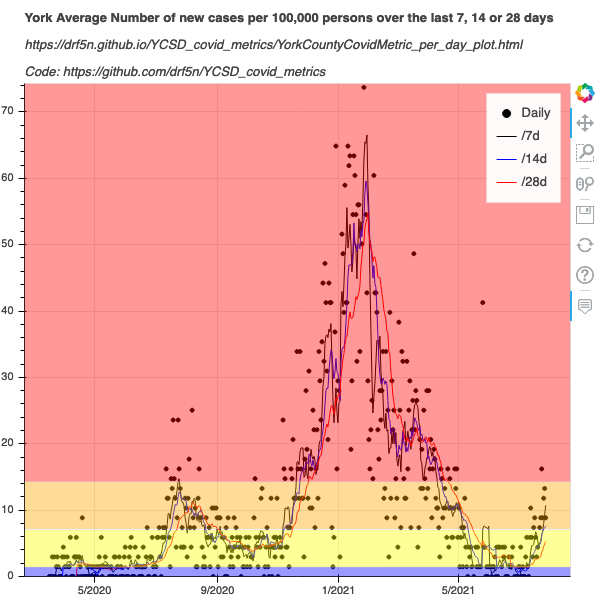 York Average Number of new cases per 100,000 persons over the last 7, 14 or 28 days
https://drf5n.github.io/YCSD_covid_metrics/YorkCountyCovidMetric_per_day_plot.html
Code: https://github.com/drf5n/YCSD_covid_metrics
Daily
/7d
/14d
/28d
70
60
50
40
30
20
10
0
5/2020 9/2020 1/2021 5/2021